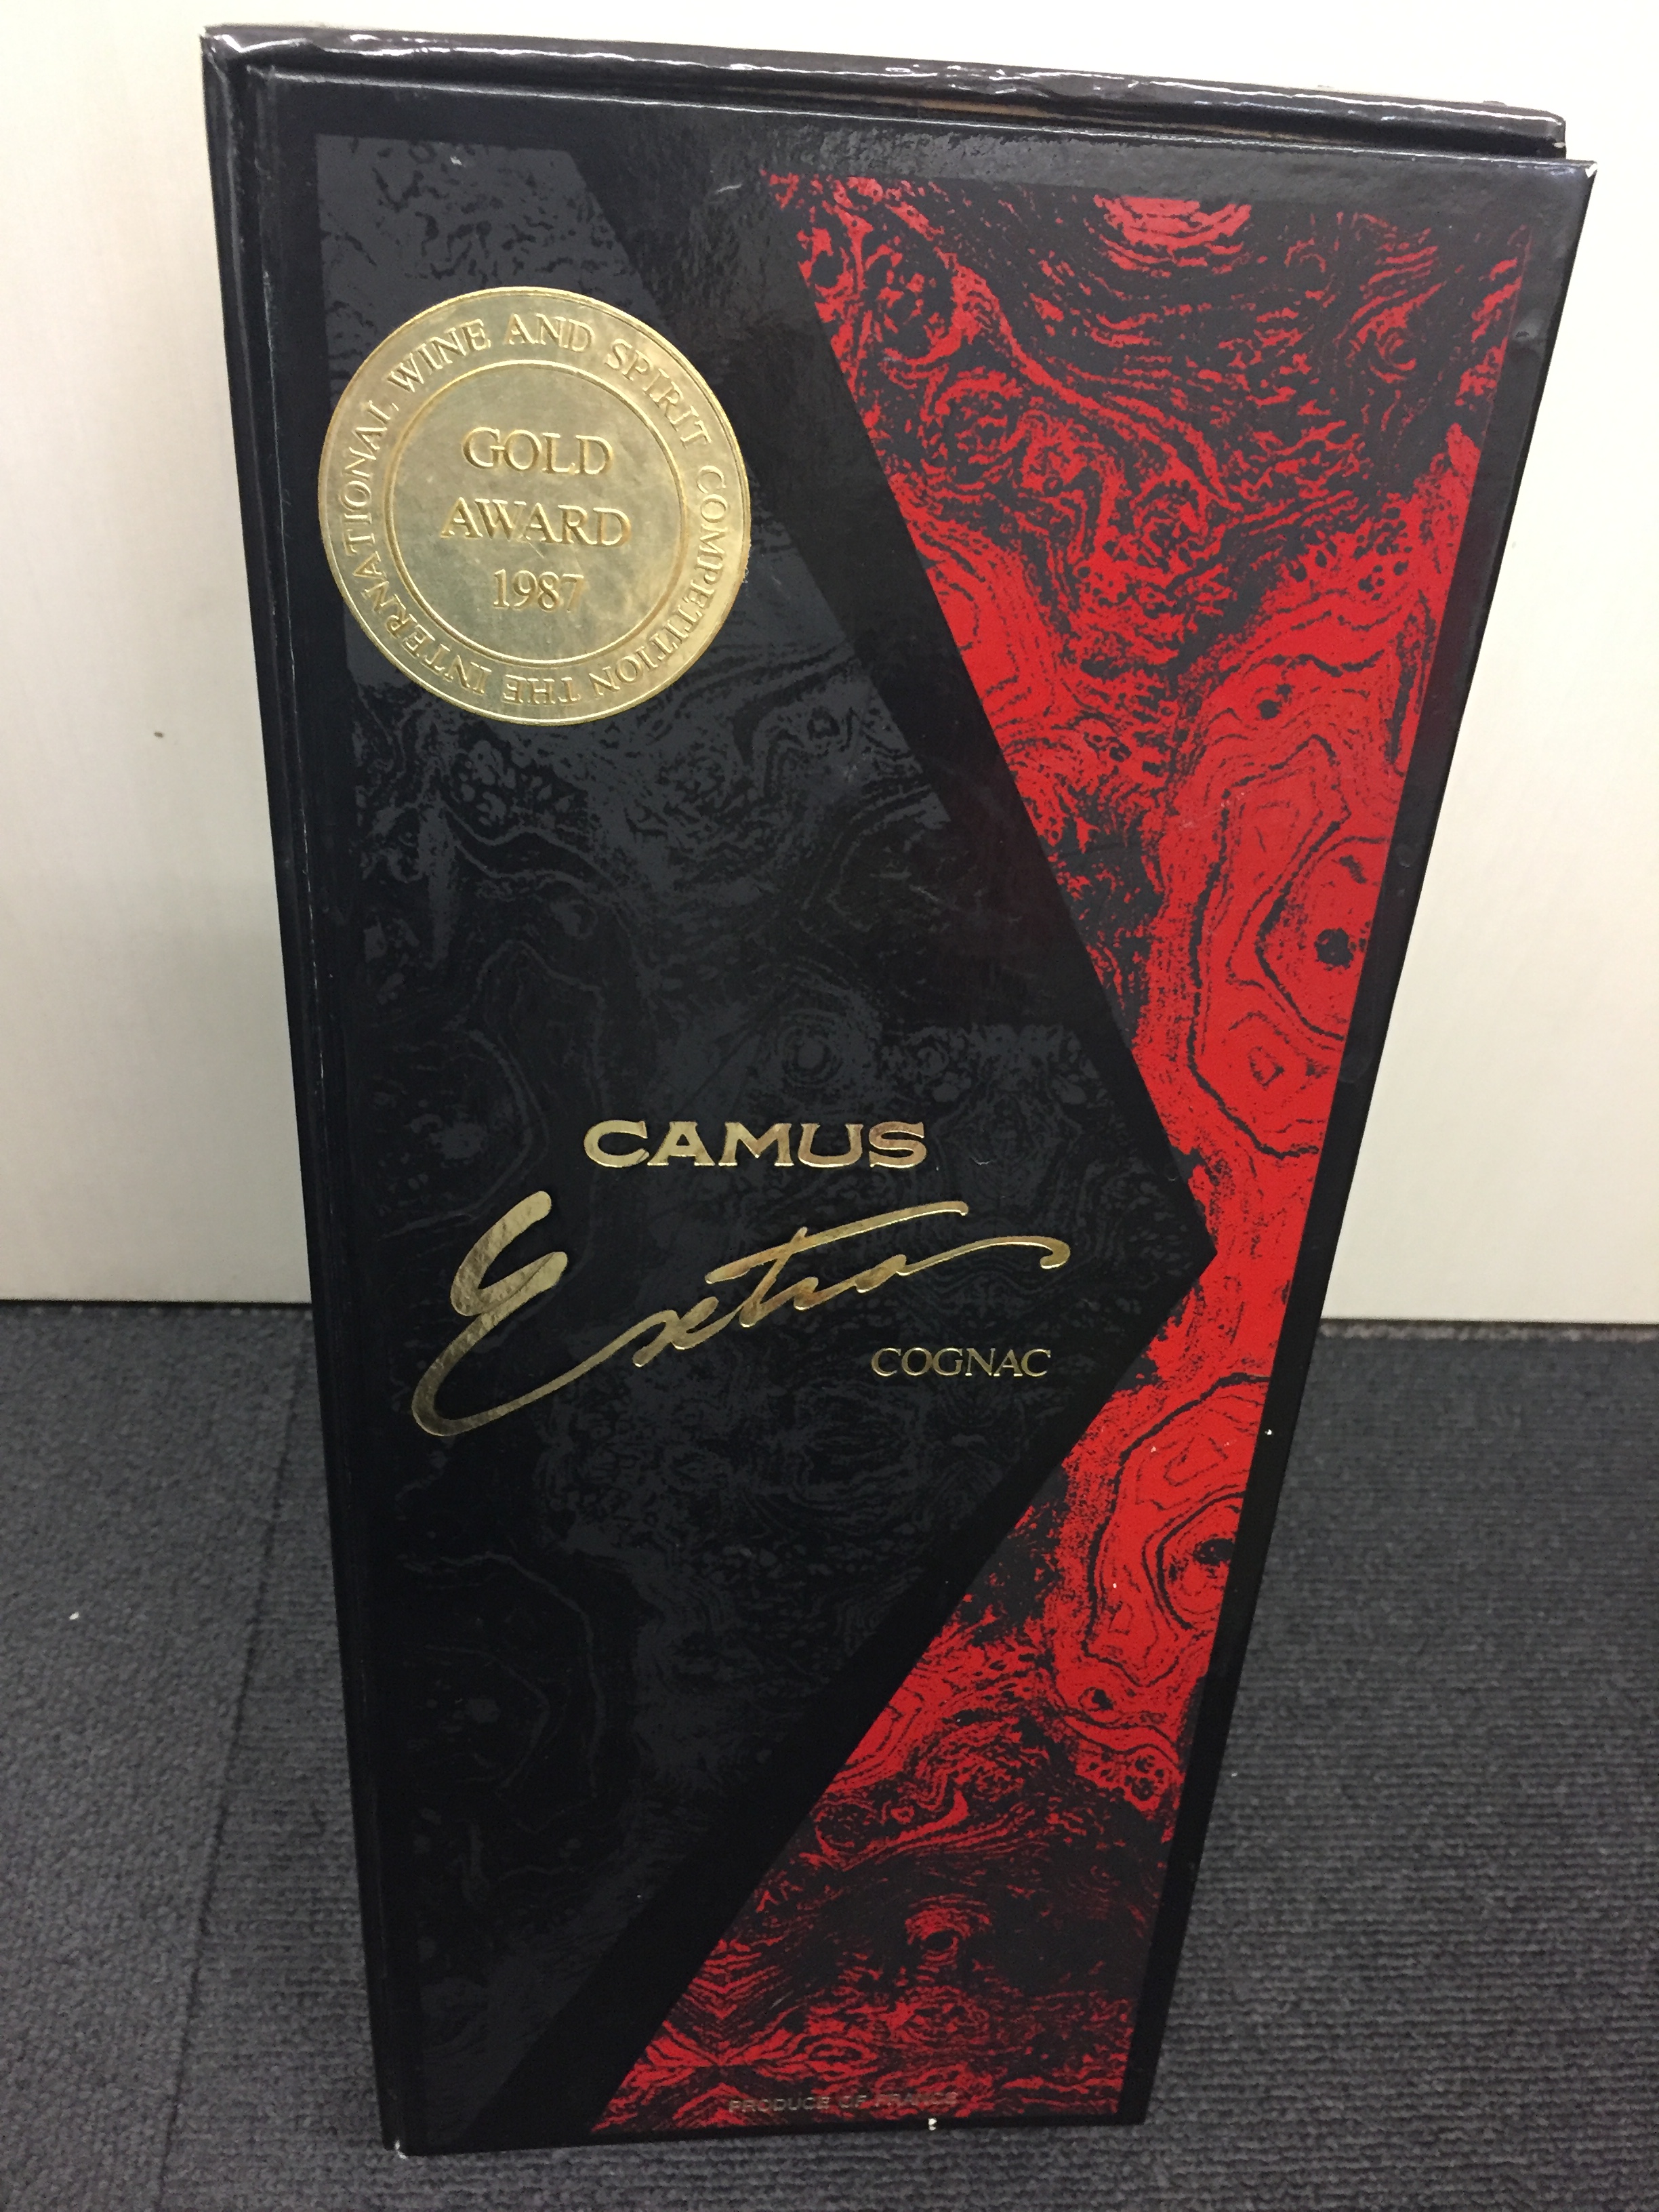 THE INTERNATIONAL WINE AND SPIRIT COMPETITION
GOLD
AWARD
1987
CAMUS
Extra
COGNAC
PRODUCE OF FRANCE